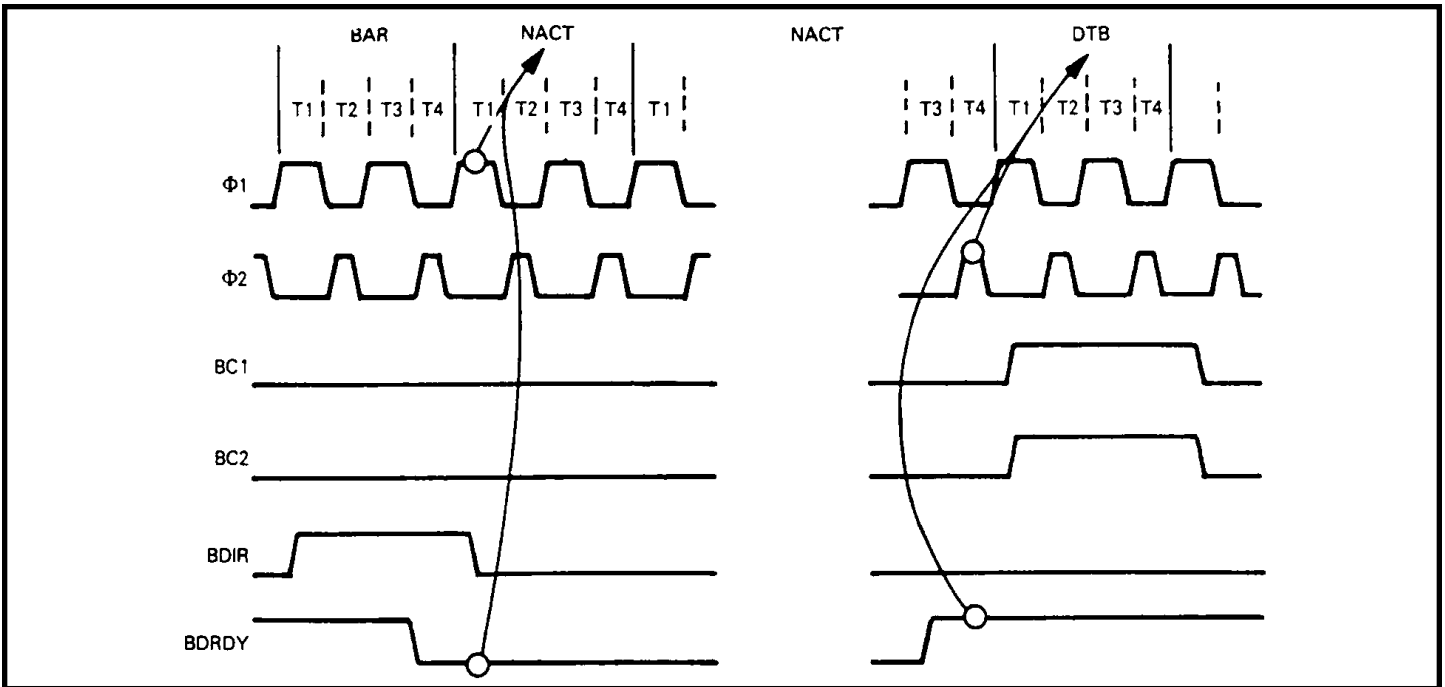 BAR NACT NACT DTB
T1 T2 T3 T4 T1 T2 T3 T4 T1 T3 T4 T1 T2 T3 T4
Φ1
Φ2
BC1
BC2
BDIR
BDRDY